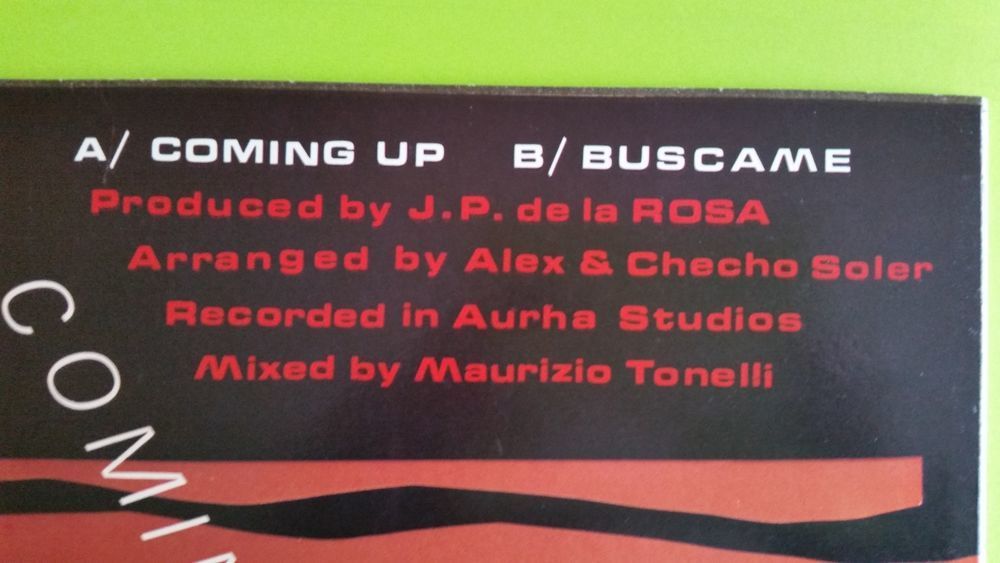 A/ COMING UP B/ BUSCAME
Produced by J.P. de la ROSA
Arranged by Alex & Checho Soler
Recorded in Aurha Studios
Mixed by Maurizio Tonelli
COMI